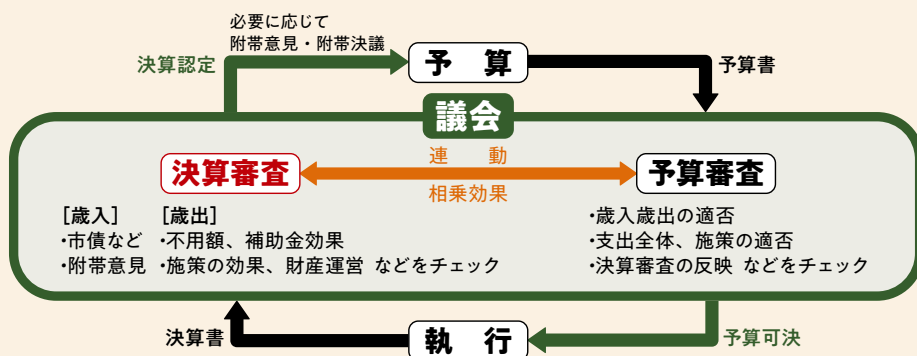 必要に応じて
附帯意見・附帯決議
決算認定
予 算
予算書
議会
決算審査
連 動
相乗効果
予算審査
[歳入] [歳出]
・市債など ・不用額、補助金効果
・附帯意見 ・施策の効果、財産運営 などをチェック
・歳入歳出の適否
・支出全体、施策の適否
・決算審査の反映 などをチェック
決算書
執 行
予算可決